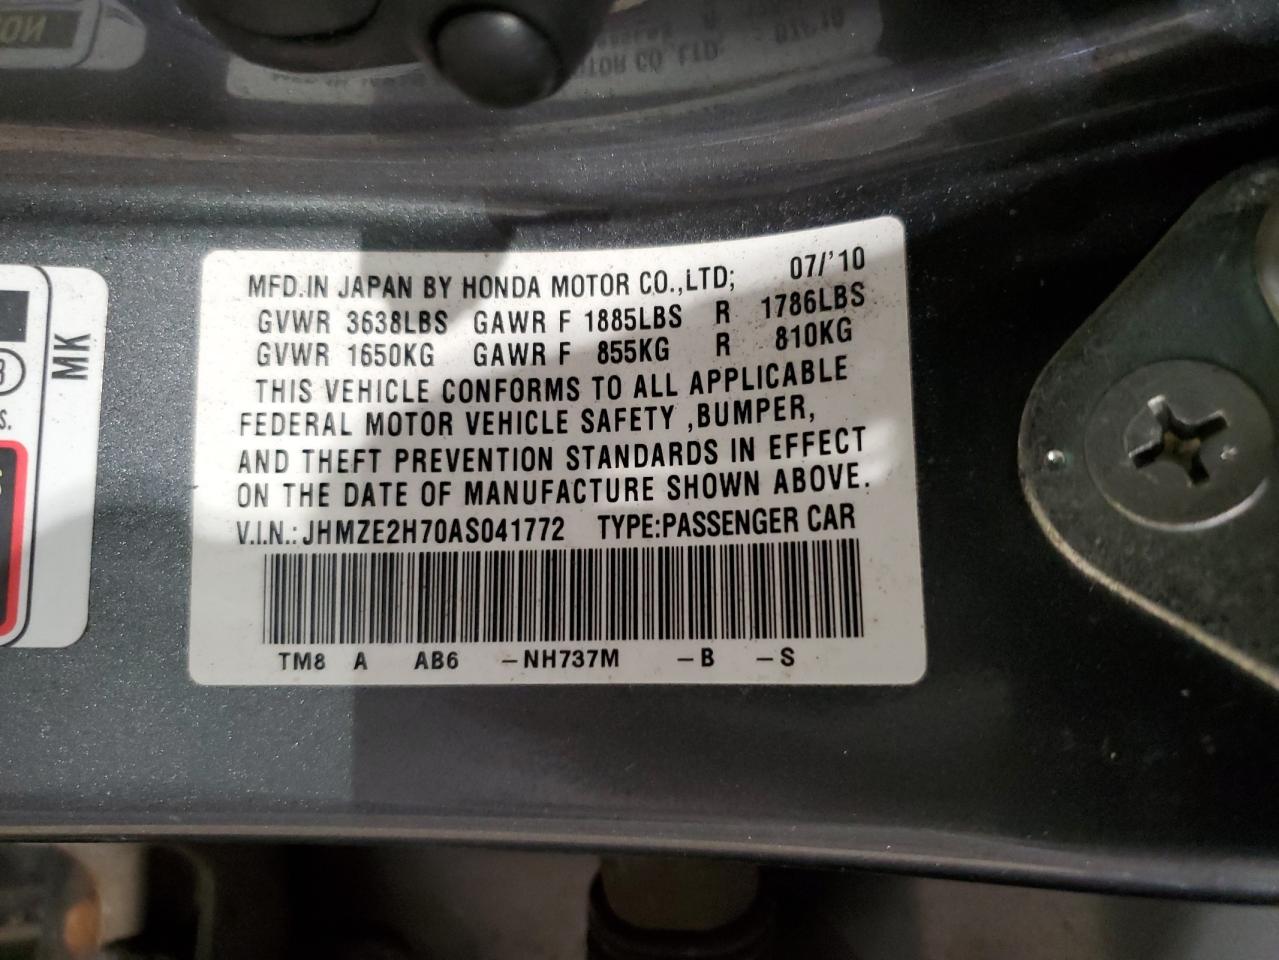 MFD.IN JAPAN BY HONDA MOTOR CO.,LTD; 07/'10
GVWR 3638LBS GAWR F 1885LBS R 1786LBS
GVWR 1650KG GAWR F 855KG R 810KG
THIS VEHICLE CONFORMS TO ALL APPLICABLE
FEDERAL MOTOR VEHICLE SAFETY ,BUMPER,
AND THEFT PREVENTION STANDARDS IN EFFECT
ON THE DATE OF MANUFACTURE SHOWN ABOVE.
V.I.N.: JHMZE2H70AS041772 TYPE:PASSENGER CAR
TM8 A AB6 -NH737M -B -S
MK